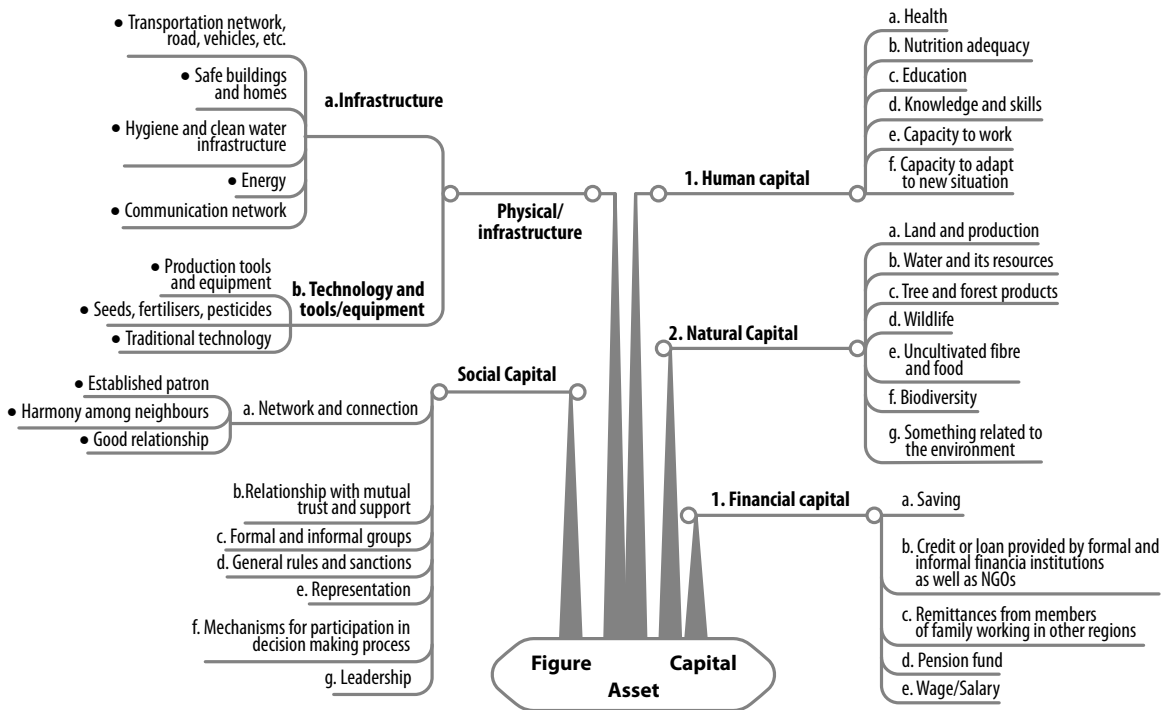 • Transportation network,
road, vehicles, etc.
• Safe buildings
and homes
a.Infrastructure
• Hygiene and clean water
infrastructure
• Energy
• Communication network
Physical/
infrastructure
• Production tools
and equipment
b. Technology and
tools/equipment
• Seeds, fertilisers, pesticides
• Traditional technology
Social Capital
• Established patron
a. Network and connection
• Harmony among neighbours
• Good relationship
b.Relationship with mutual
trust and support
c. Formal and informal groups
d. General rules and sanctions
e. Representation
f. Mechanisms for participation in
decision making process
g. Leadership
1. Human capital
a. Health
b. Nutrition adequacy
c. Education
d. Knowledge and skills
e. Capacity to work
f. Capacity to adapt
to new situation
2. Natural Capital
a. Land and production
b. Water and its resources
c. Tree and forest products
d. Wildlife
e. Uncultivated fibre
and food
f. Biodiversity
g. Something related to
the environment
1. Financial capital
a. Saving
b. Credit or loan provided by formal and
informal financia institutions
as well as NGOs
c. Remittances from members
of family working in other regions
d. Pension fund
e. Wage/Salary
Figure Capital
Asset